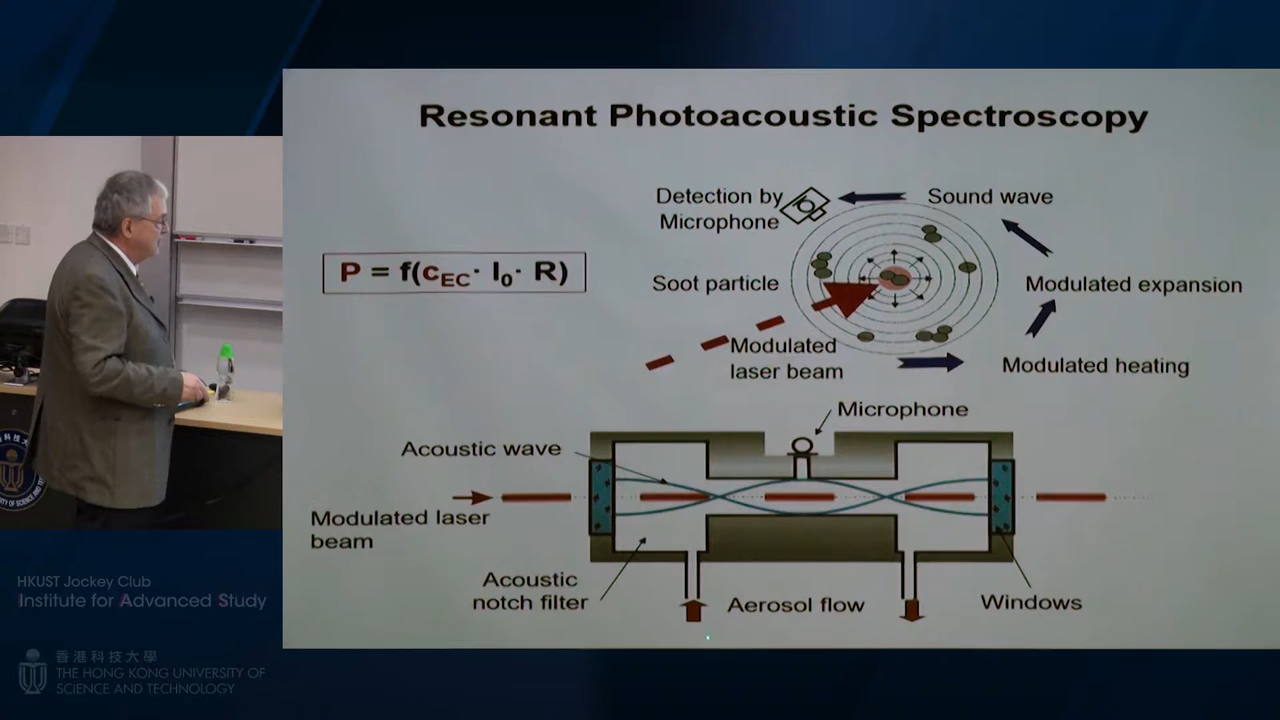 Resonant Photoacoustic Spectroscopy
Detection by
Microphone
Sound wave
P = f(cEC· I0· R)
Soot particle
Modulated expansion
Modulated
laser beam
Modulated heating
Microphone
Acoustic wave
Modulated laser
beam
Acoustic
notch filter
Aerosol flow
Windows
HKUST Jockey Club
Institute for Advanced Study
香港科技大學
THE HONG KONG UNIVERSITY OF
SCIENCE AND TECHNOLOGY